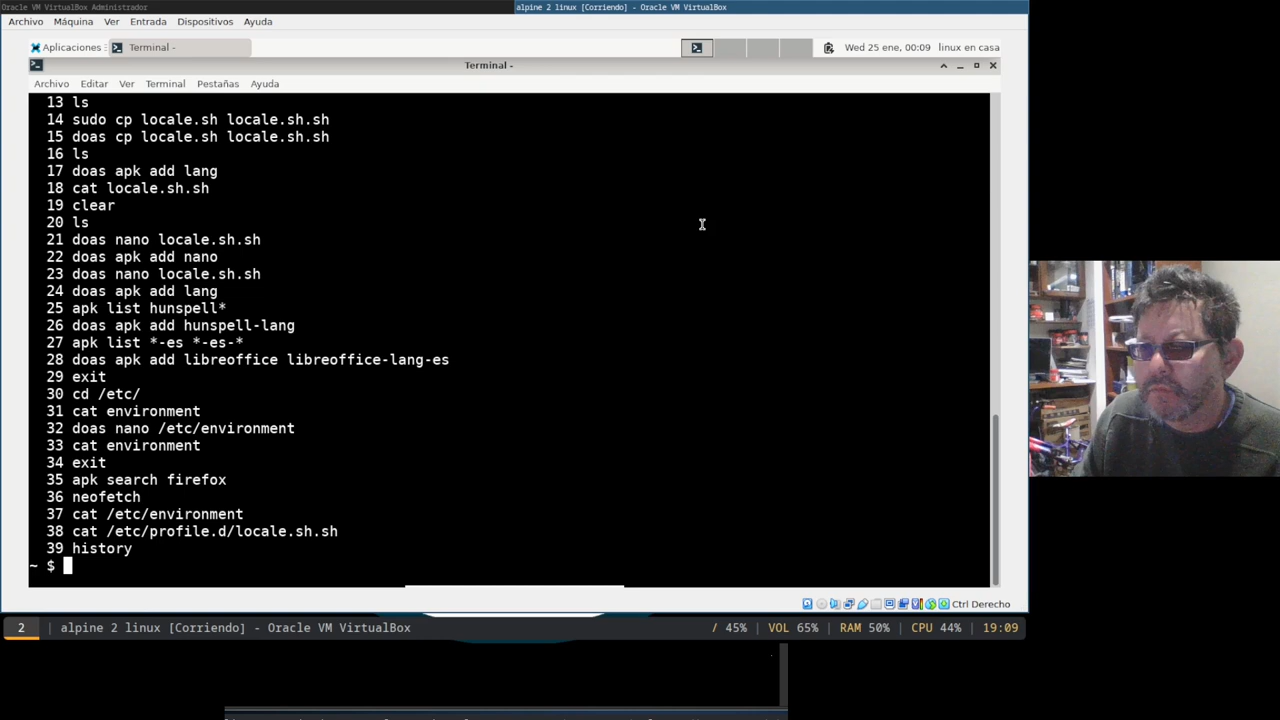 Oracle VM VirtualBox Administrador
alpine 2 linux [Corriendo] - Oracle VM VirtualBox
Archivo Máquina Ver Entrada Dispositivos Ayuda
Aplicaciones Terminal - Wed 25 ene, 00:09 linux en casa
Terminal -
Archivo Editar Ver Terminal Pestañas Ayuda
13 ls
14 sudo cp locale.sh locale.sh.sh
15 doas cp locale.sh locale.sh.sh
16 ls
17 doas apk add lang
18 cat locale.sh.sh
19 clear
20 ls
21 doas nano locale.sh.sh
22 doas apk add nano
23 doas nano locale.sh.sh
24 doas apk add lang
25 apk list hunspell*
26 doas apk add hunspell-lang
27 apk list *-es *-es-*
28 doas apk add libreoffice libreoffice-lang-es
29 exit
30 cd /etc/
31 cat environment
32 doas nano /etc/environment
33 cat environment
34 exit
35 apk search firefox
36 neofetch
37 cat /etc/environment
38 cat /etc/profile.d/locale.sh.sh
39 history
~ $
Ctrl Derecho
2 | alpine 2 linux [Corriendo] - Oracle VM VirtualBox / 45% | VOL 65% | RAM 50% | CPU 44% | 19:09